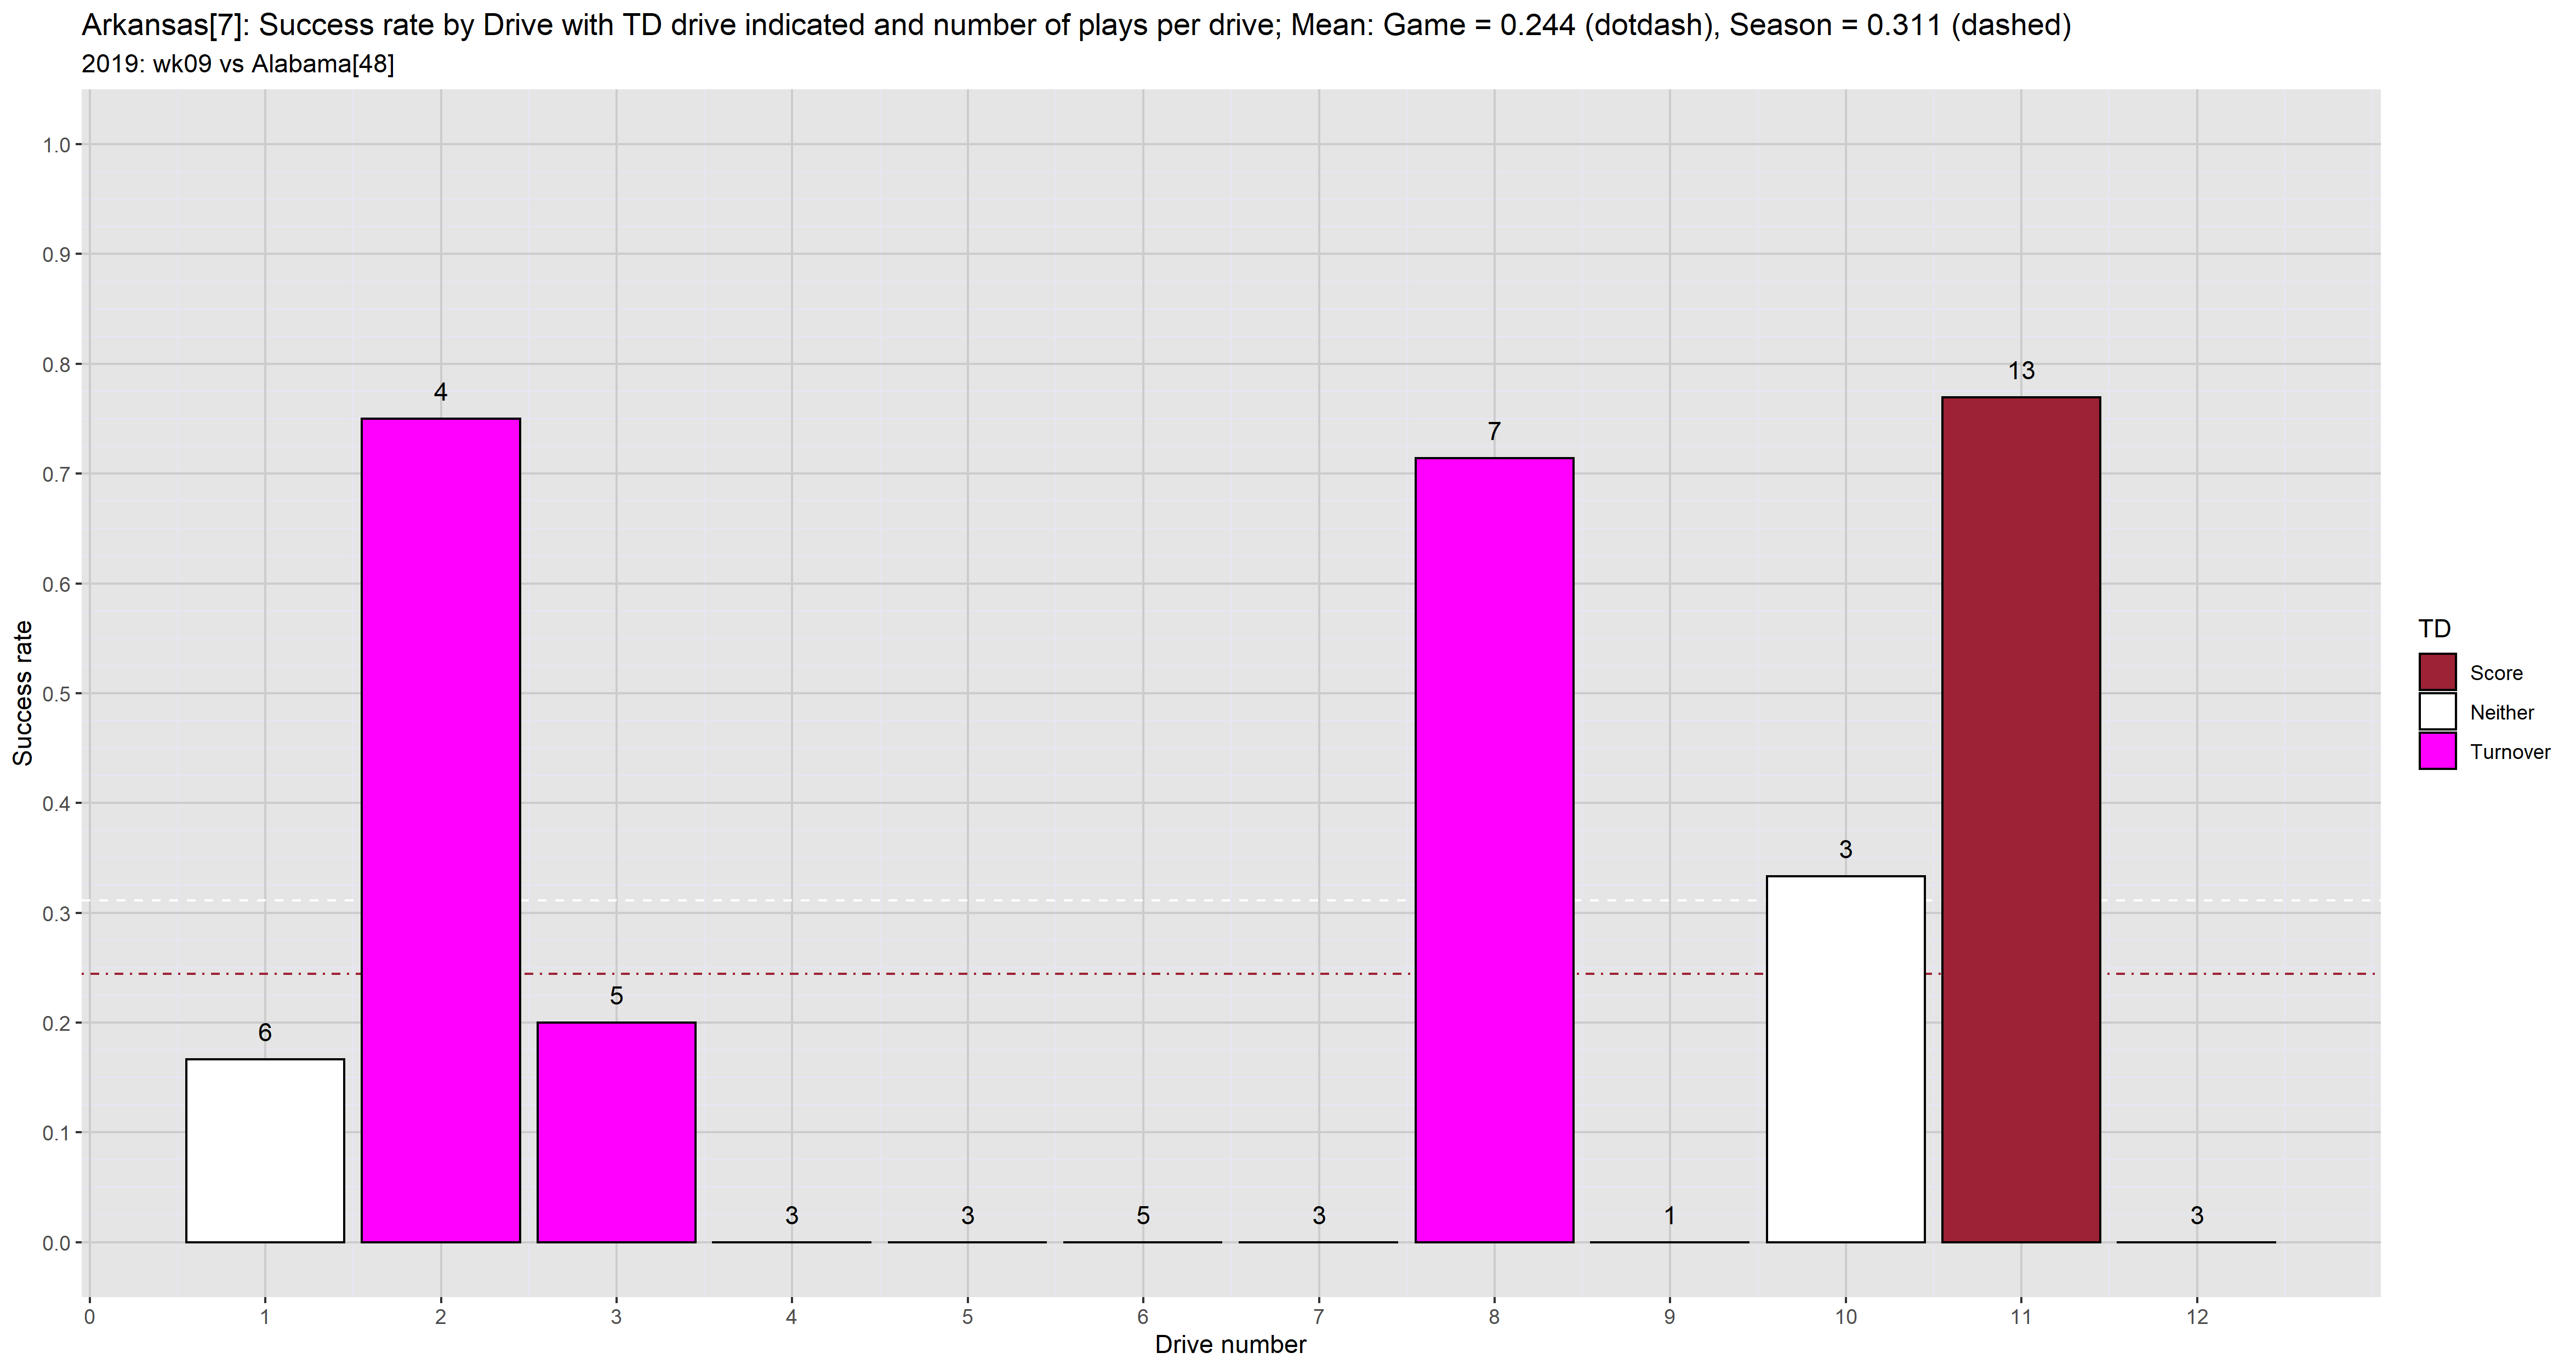 Arkansas[7]: Success rate by Drive with TD drive indicated and number of plays per drive; Mean: Game = 0.244 (dotdash), Season = 0.311 (dashed)
2019: wk09 vs Alabama[48]
Success rate
1.0
0.9
0.8
0.7
0.6
0.5
0.4
0.3
0.2
0.1
0.0
6
4
5
3
3
5
3
7
1
3
13
3
0 1 2 3 4 5 6 7 8 9 10 11 12
Drive number
TD
Score
Neither
Turnover